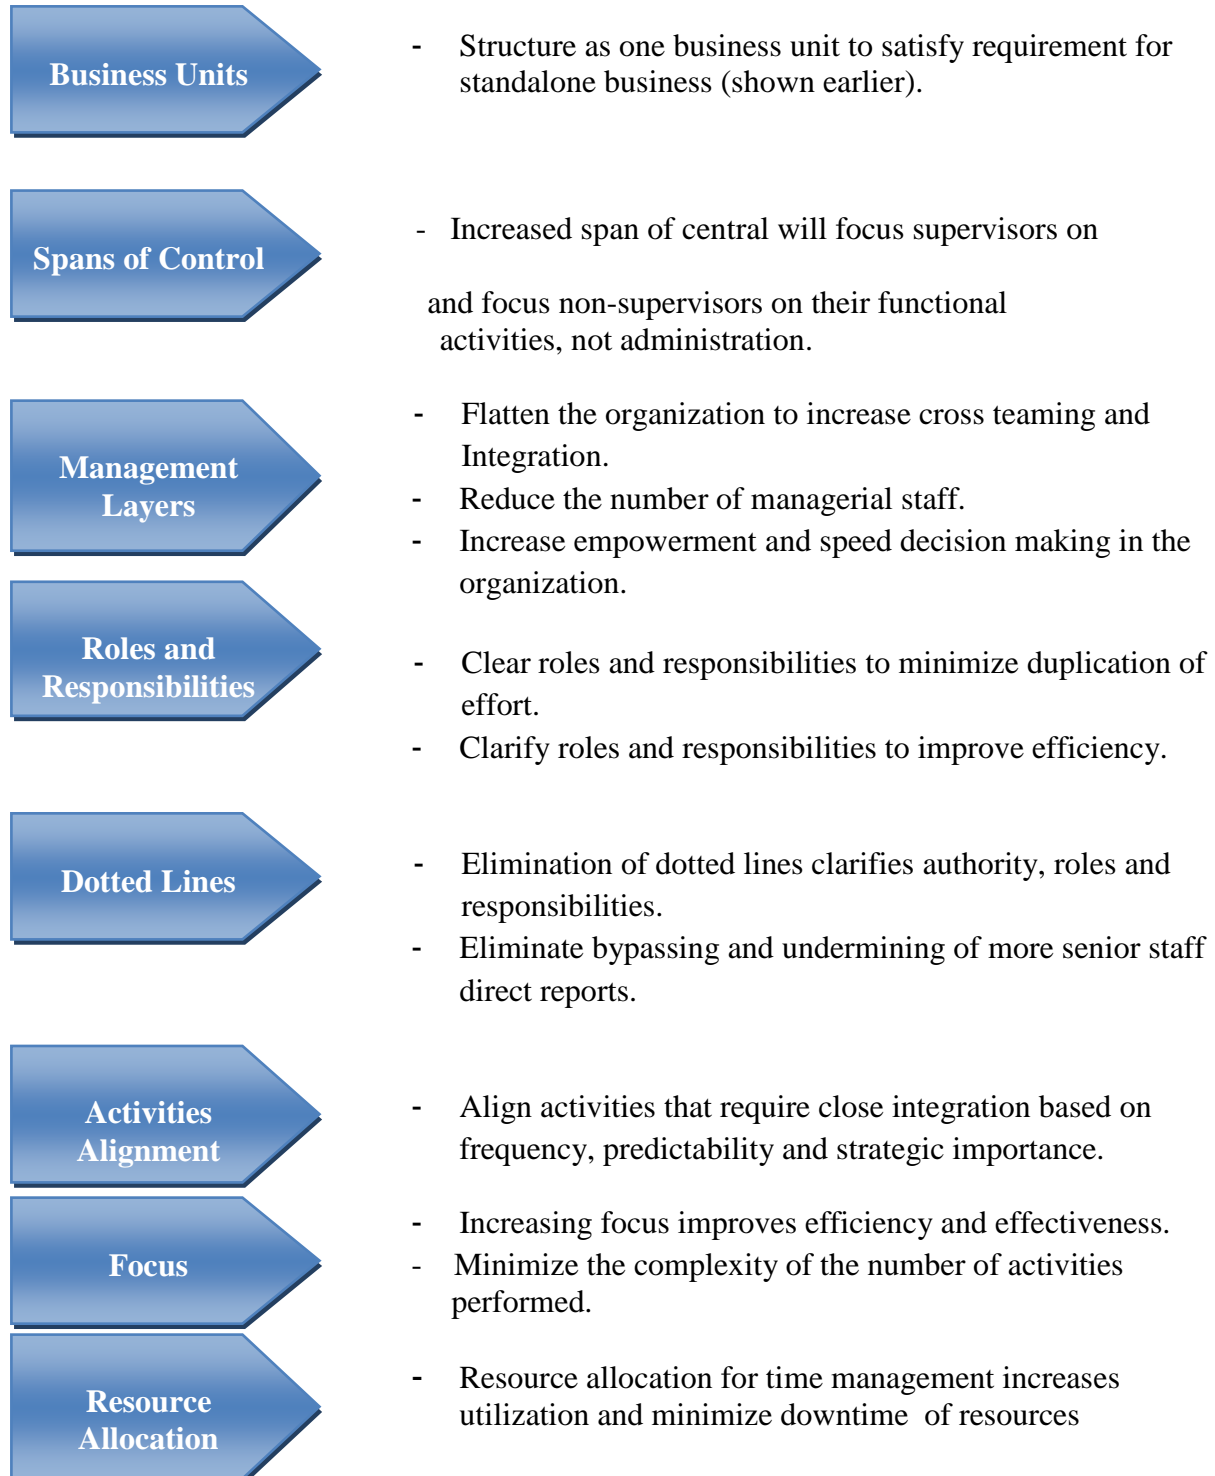 Business Units
- Structure as one business unit to satisfy requirement for
standalone business (shown earlier).
Spans of Control
- Increased span of central will focus supervisors on
and focus non-supervisors on their functional
activities, not administration.
Management
Layers
- Flatten the organization to increase cross teaming and
Integration.
- Reduce the number of managerial staff.
- Increase empowerment and speed decision making in the
organization.
Roles and
Responsibilities
- Clear roles and responsibilities to minimize duplication of
effort.
- Clarify roles and responsibilities to improve efficiency.
Dotted Lines
- Elimination of dotted lines clarifies authority, roles and
responsibilities.
- Eliminate bypassing and undermining of more senior staff
direct reports.
Activities
Alignment
- Align activities that require close integration based on
frequency, predictability and strategic importance.
Focus
- Increasing focus improves efficiency and effectiveness.
- Minimize the complexity of the number of activities
performed.
Resource
Allocation
- Resource allocation for time management increases
utilization and minimize downtime of resources